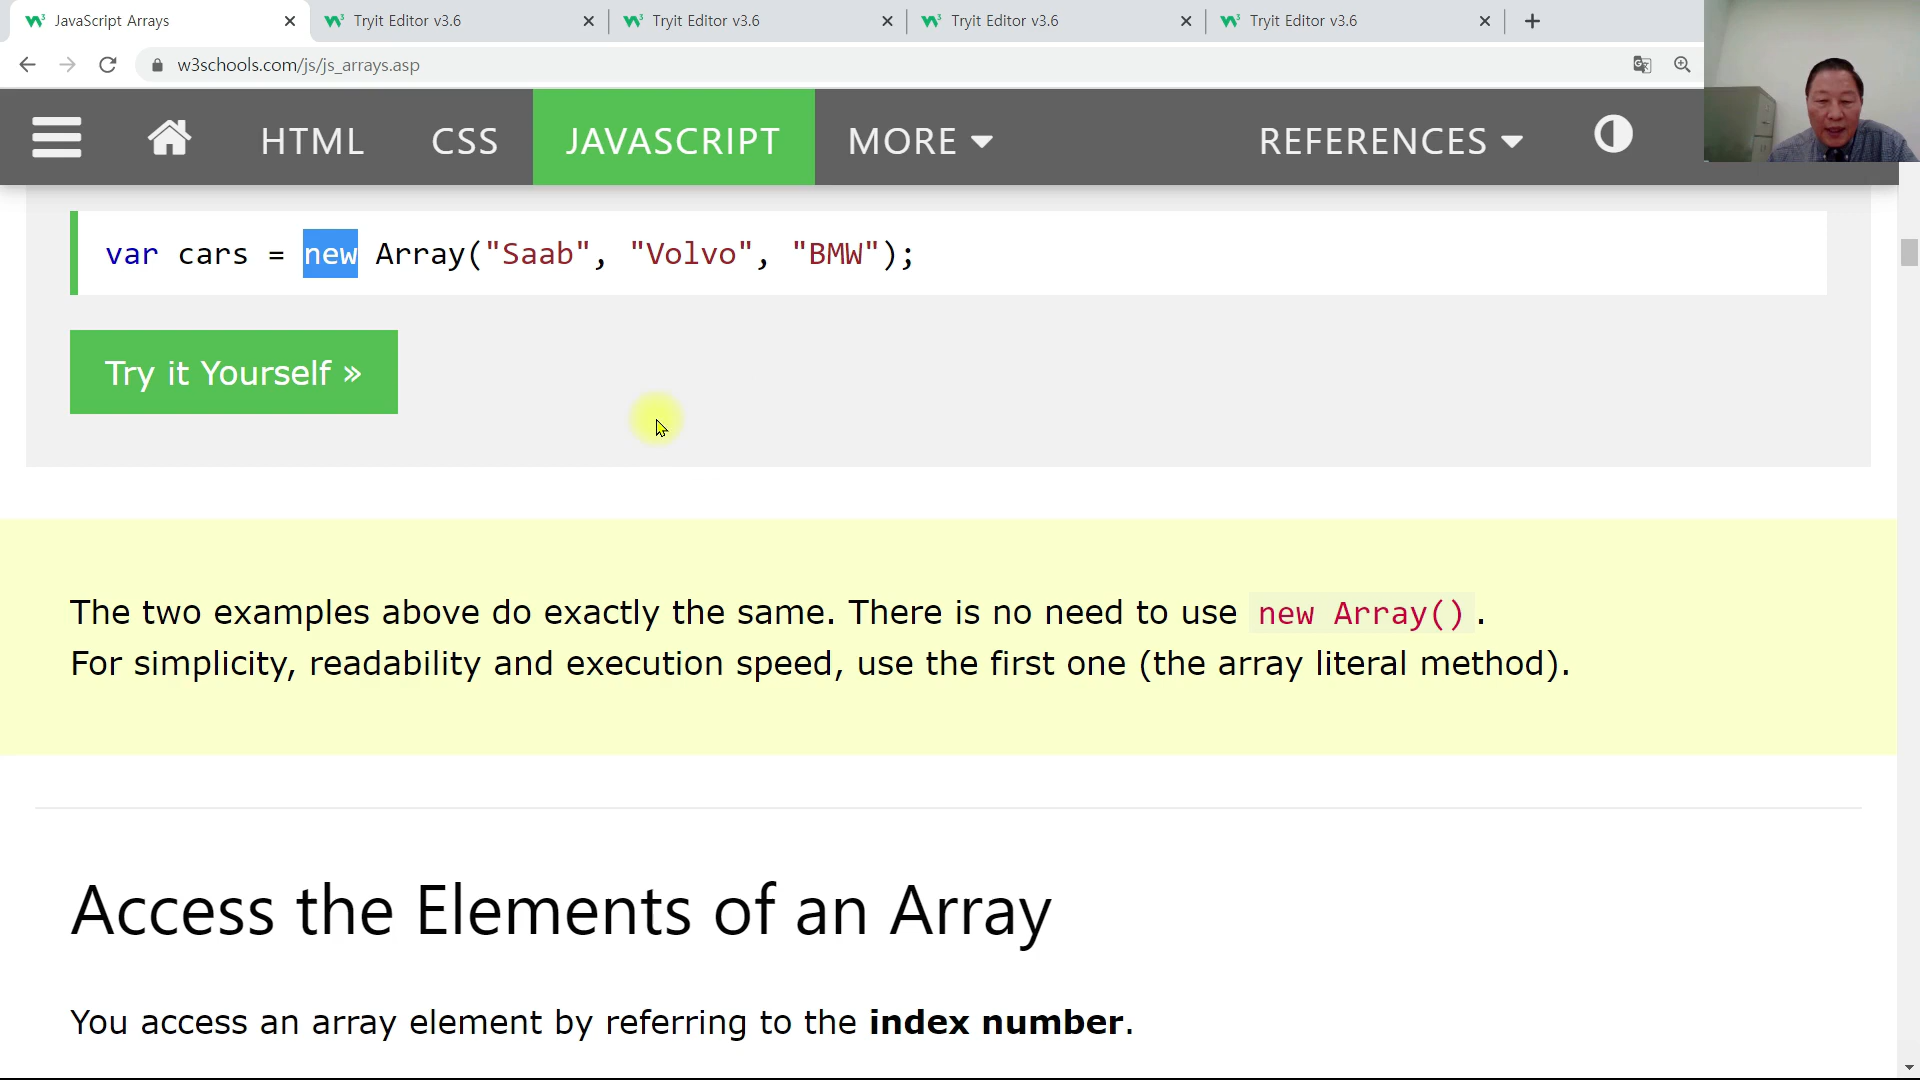 JavaScript Arrays
Tryit Editor v3.6
Tryit Editor v3.6
Tryit Editor v3.6
Tryit Editor v3.6
w3schools.com/js/js_arrays.asp
HTML CSS JAVASCRIPT MORE REFERENCES
var cars = new Array("Saab", "Volvo", "BMW");
Try it Yourself »
The two examples above do exactly the same. There is no need to use new Array().
For simplicity, readability and execution speed, use the first one (the array literal method).
Access the Elements of an Array
You access an array element by referring to the index number.